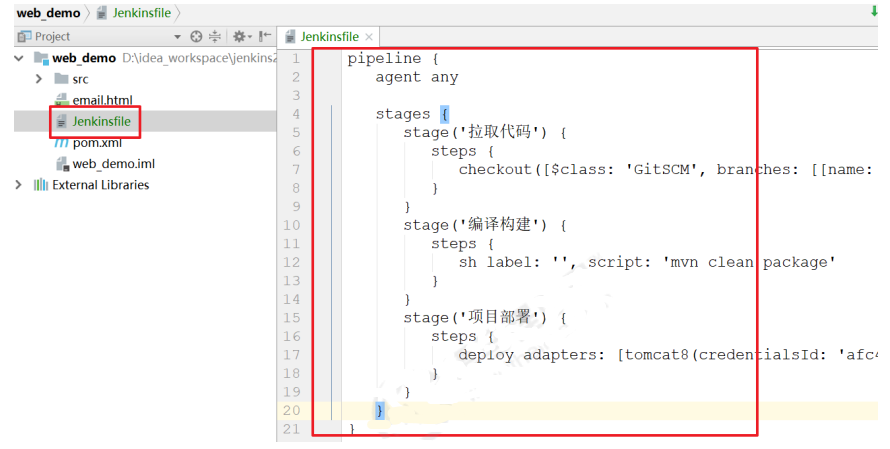 web_demo Jenkinsfile
Project
Jenkinsfile
web_demo D:\idea_workspace\jenkins2
src
email.html
Jenkinsfile
pom.xml
web_demo.iml
External Libraries
1 pipeline {
2 agent any
3
4 stages {
5 stage('拉取代码') {
6 steps {
7 checkout([$class: 'GitSCM', branches: [[name:
8 }
9 }
10 stage('编译构建') {
11 steps {
12 sh label: '', script: 'mvn clean package'
13 }
14 }
15 stage('项目部署') {
16 steps {
17 deploy adapters: [tomcat8(credentialsId: 'afc4
18 }
19 }
20 }
21 }